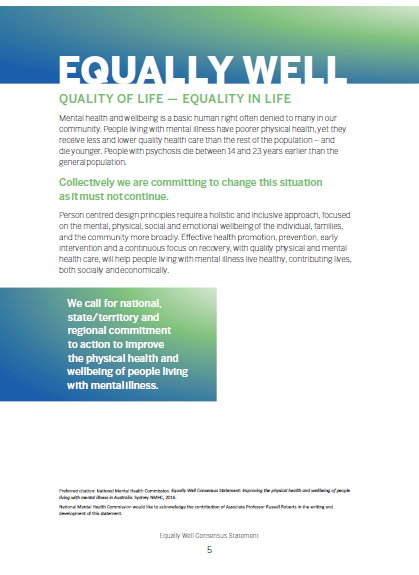 EQUALLY WELL
QUALITY OF LIFE — EQUALITY IN LIFE
Mental health and wellbeing is a basic human right often denied to many in our
community. People living with mental illness have poorer physical health, yet they
receive less and lower quality health care than the rest of the population – and
die younger. People with psychosis die between 14 and 23 years earlier than the
general population.
Collectively we are committing to change this situation
as it must not continue.
Person centred design principles require a holistic and inclusive approach, focused
on the mental, physical, social and emotional wellbeing of the individual, families,
and the community more broadly. Effective health promotion, prevention, early
intervention and a continuous focus on recovery, with quality physical and mental
health care, will help people living with mental illness live healthy, contributing lives,
both socially and economically.
We call for national,
state/territory and
regional commitment
to action to improve
the physical health and
wellbeing of people living
with mental illness.
Preferred citation: National Mental Health Commission, Equally Well Consensus Statement: Improving the physical health and wellbeing of people
living with mental illness in Australia. Sydney NMHC, 2016.
National Mental Health Commission would like to acknowledge the contribution of Associate Professor Russell Roberts in the writing and
development of this statement.
Equally Well Consensus Statement
5